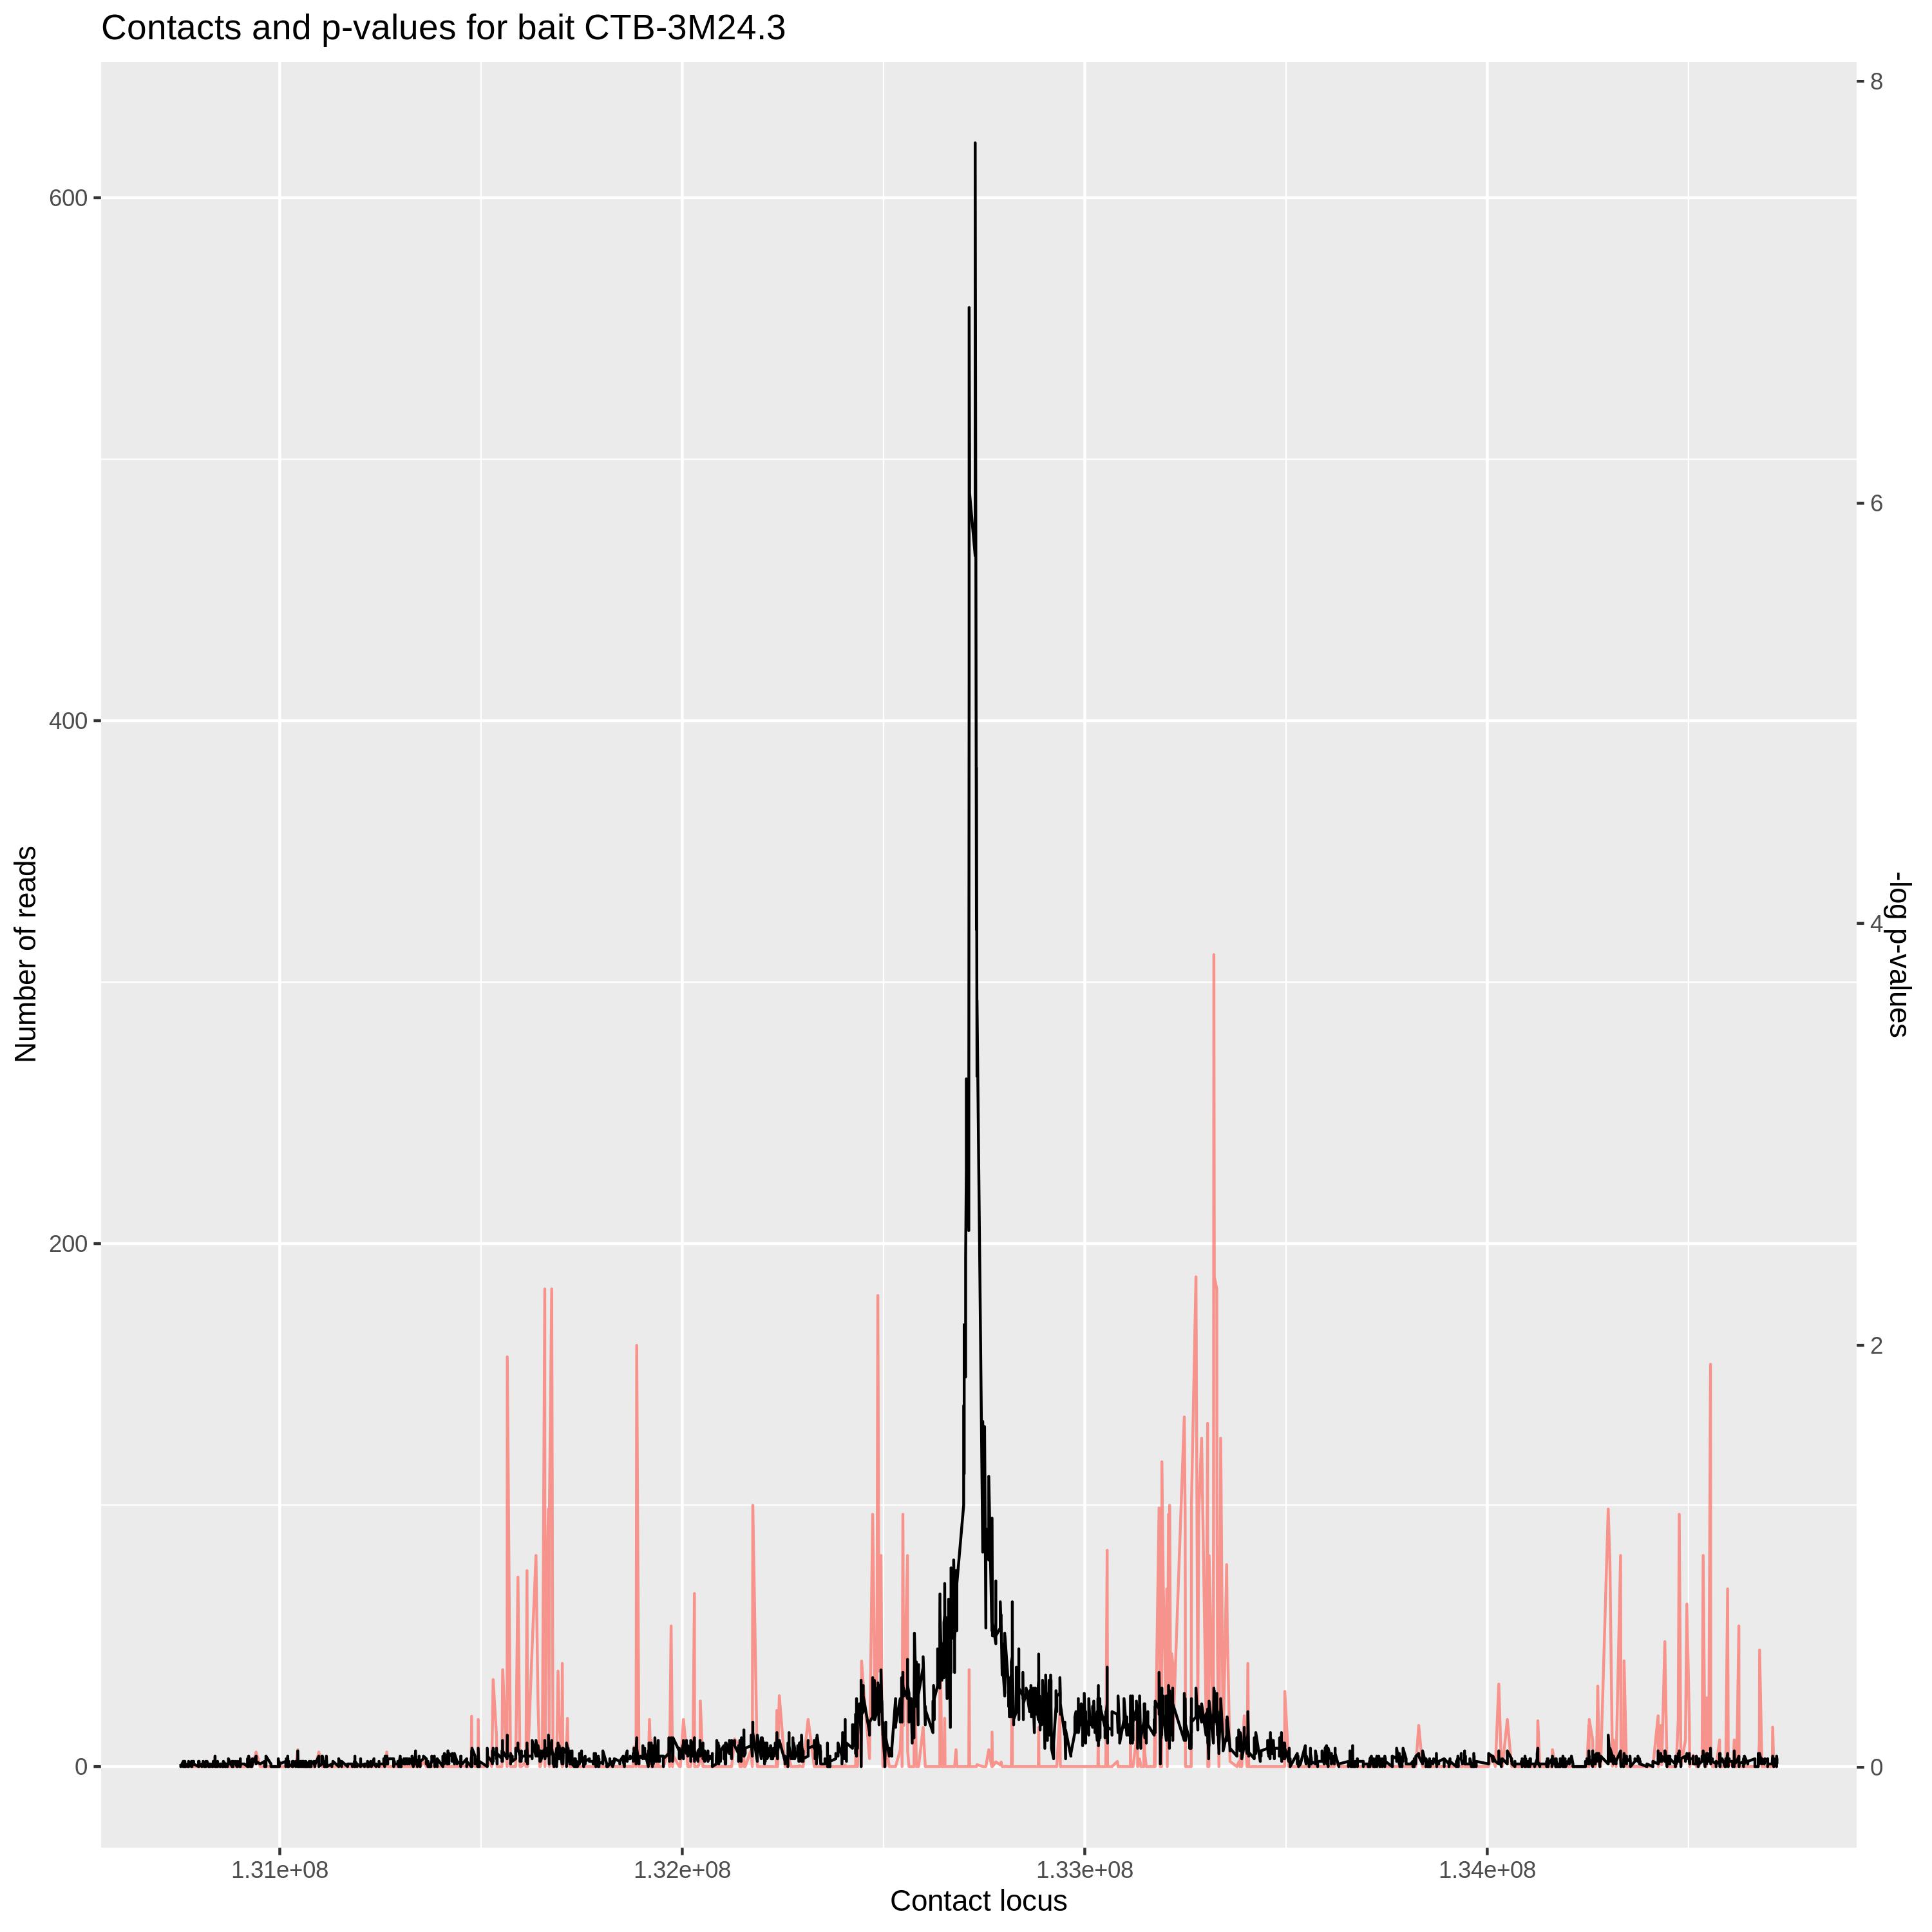 Contacts and p-values for bait CTB-3M24.3
Number of reads
600
400
200
0
8
6
4
2
0
-log p-values
1.31e+08 1.32e+08 1.33e+08 1.34e+08
Contact locus